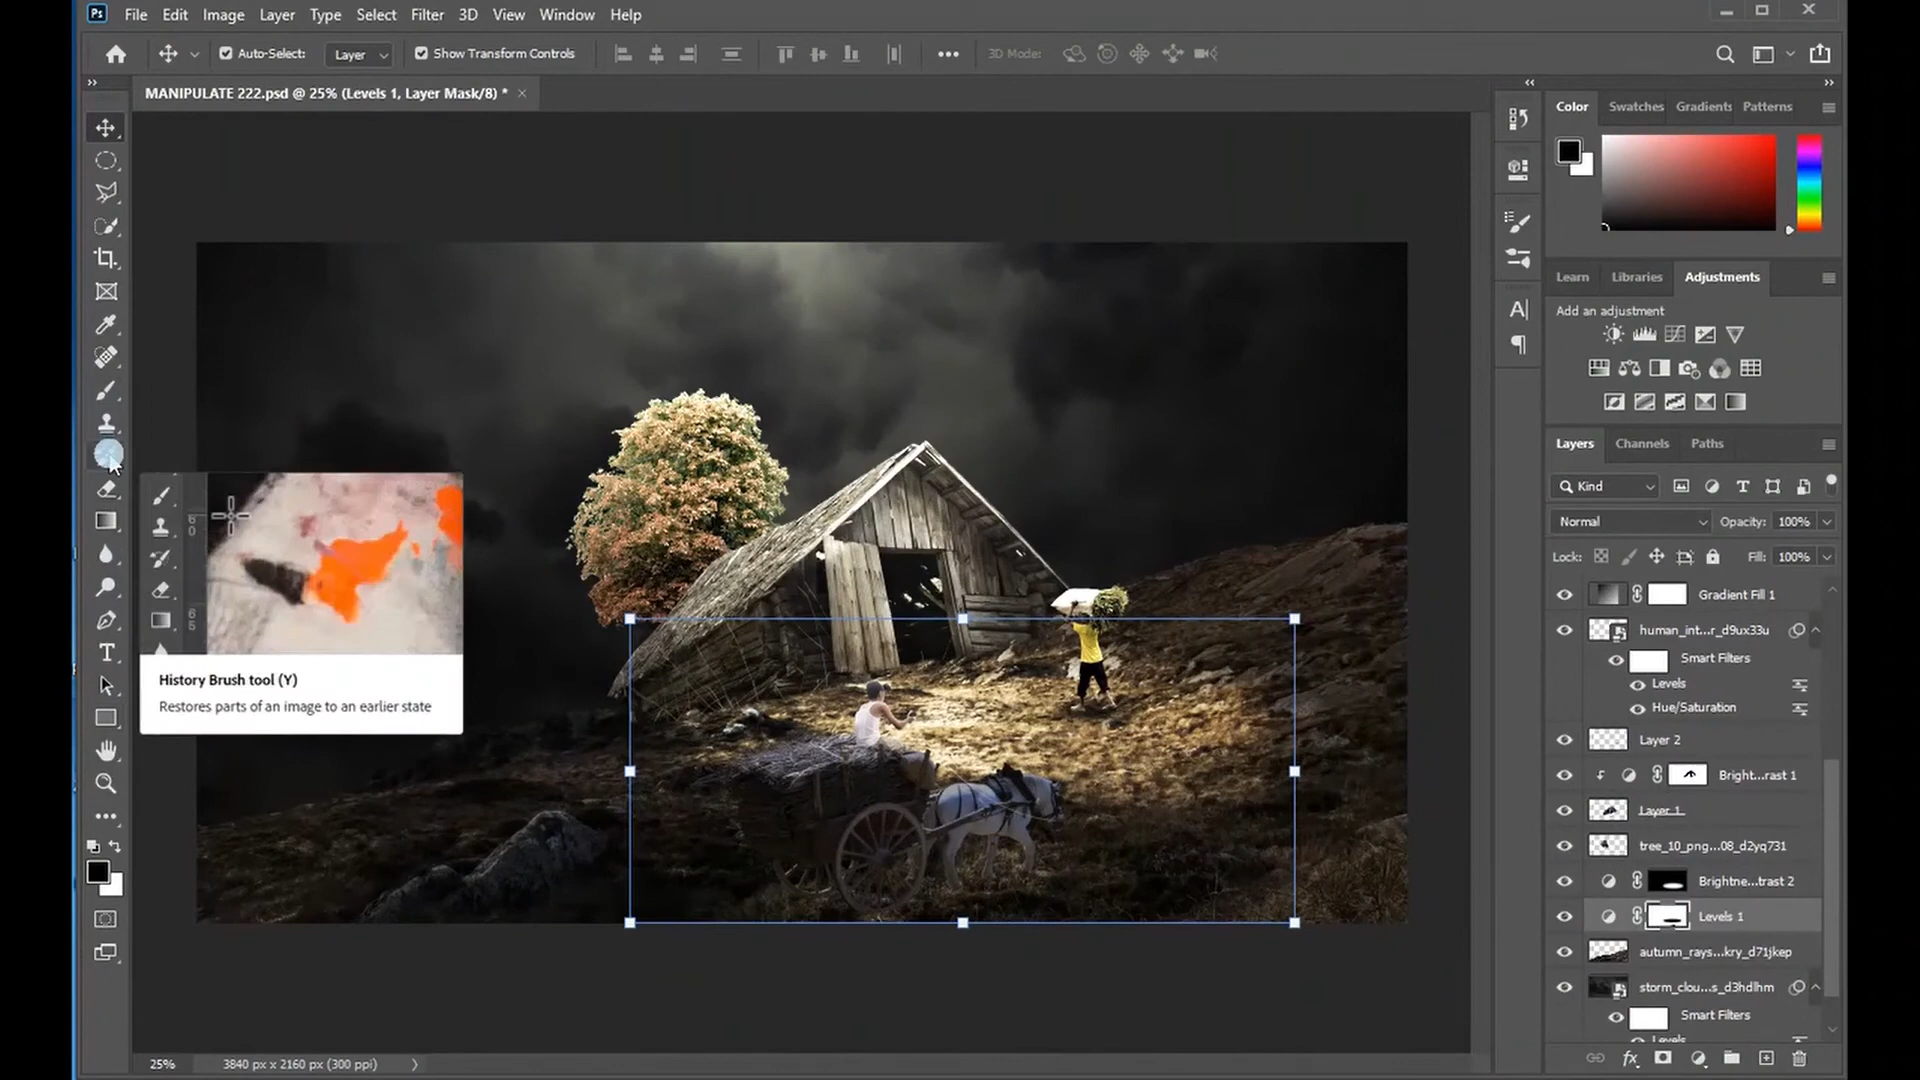 Ps File Edit Image Layer Type Select Filter 3D View Window Help
Auto-Select: Layer Show Transform Controls 3D Mode:
MANIPULATE 222.psd @ 25% (Levels 1, Layer Mask/8) * ×
Color Swatches Gradients Patterns
Learn Libraries Adjustments
Add an adjustment
Layers Channels Paths
Kind
Normal Opacity: 100%
Lock: Fill: 100%
Gradient Fill 1
human_int...r_d9ux33u
Smart Filters
Levels
Hue/Saturation
Layer 2
Bright...rast 1
Layer 1
tree_10_png...08_d2yq731
Brightne...trast 2
Levels 1
autumn_rays...kry_d71jkep
storm_clou...s_d3hdlhm
Smart Filters
Levels
History Brush tool (Y)
Restores parts of an image to an earlier state
25% 3840 px x 2160 px (300 ppi)